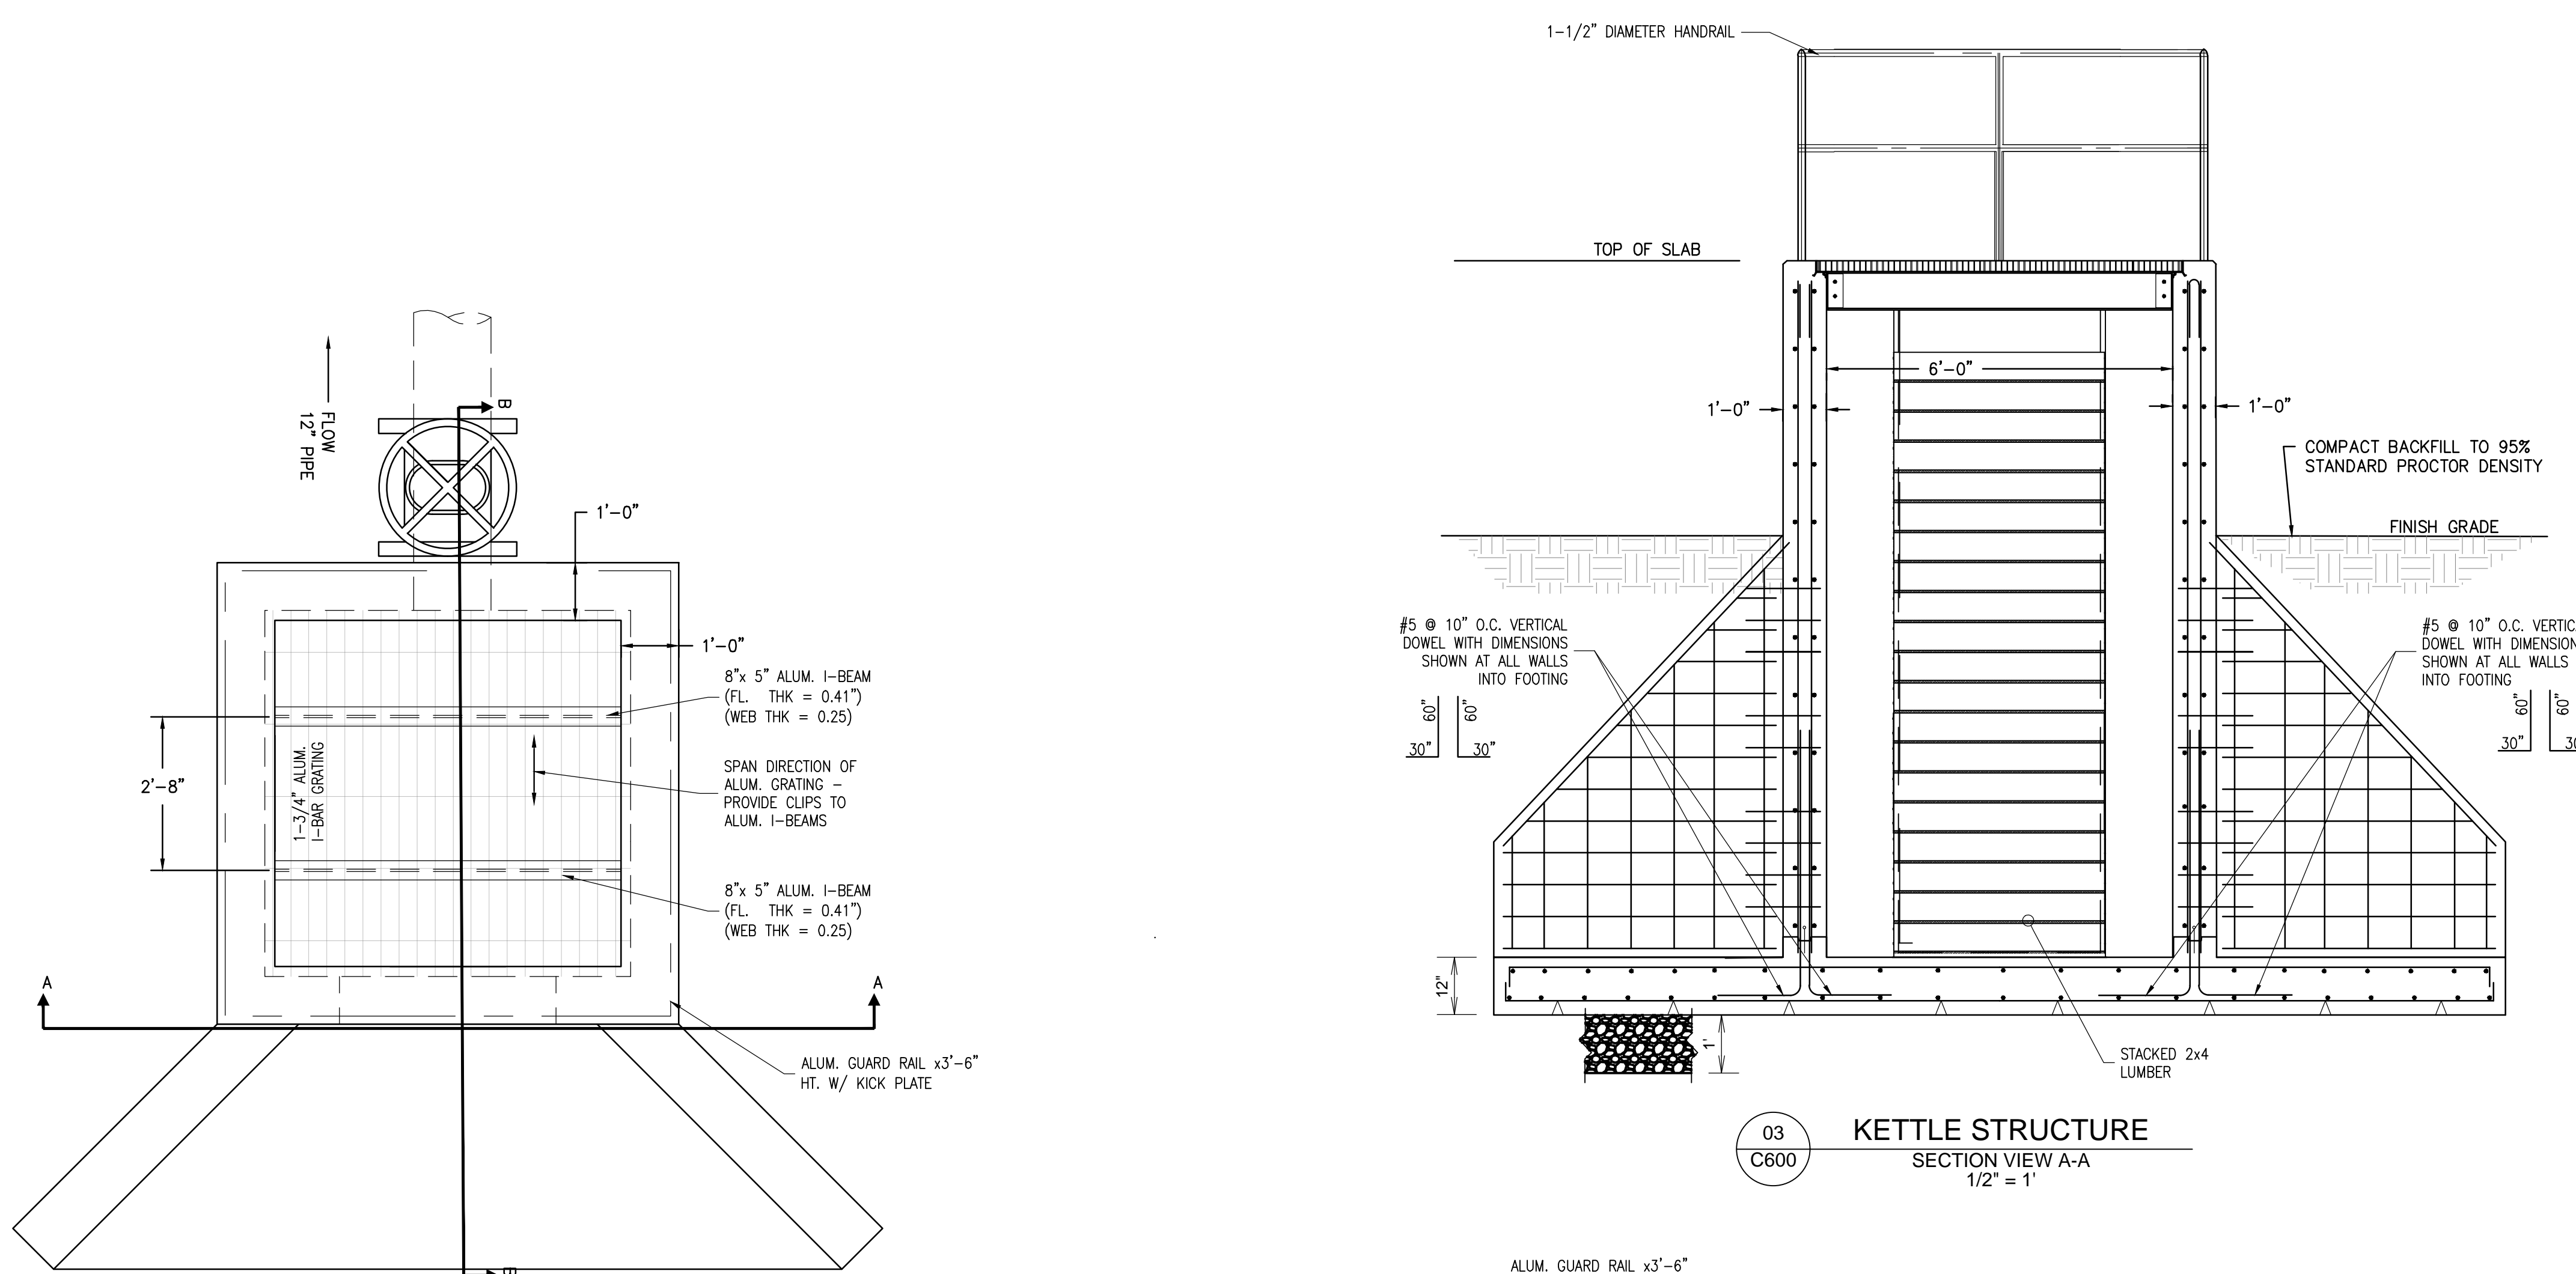 FLOW
12" PIPE
B
1'-0"
1'-0"
8"x 5" ALUM. I-BEAM
(FL. THK = 0.41")
(WEB THK = 0.25)
2'-8"
1-3/4" ALUM.
I-BAR GRATING
SPAN DIRECTION OF
ALUM. GRATING -
PROVIDE CLIPS TO
ALUM. I-BEAMS
8"x 5" ALUM. I-BEAM
(FL. THK = 0.41")
(WEB THK = 0.25)
A
A
ALUM. GUARD RAIL x3'-6"
HT. W/ KICK PLATE
1-1/2" DIAMETER HANDRAIL
TOP OF SLAB
6'-0"
1'-0"
1'-0"
COMPACT BACKFILL TO 95%
STANDARD PROCTOR DENSITY
FINISH GRADE
#5 @ 10" O.C. VERTICAL
DOWEL WITH DIMENSIONS
SHOWN AT ALL WALLS
INTO FOOTING
60"
60"
30"
30"
#5 @ 10" O.C. VERTIC
DOWEL WITH DIMENSION
SHOWN AT ALL WALLS
INTO FOOTING
60"
60"
30"
12"
1'
STACKED 2x4
LUMBER
03
C600
KETTLE STRUCTURE
SECTION VIEW A-A
1/2" = 1'
ALUM. GUARD RAIL x3'-6"